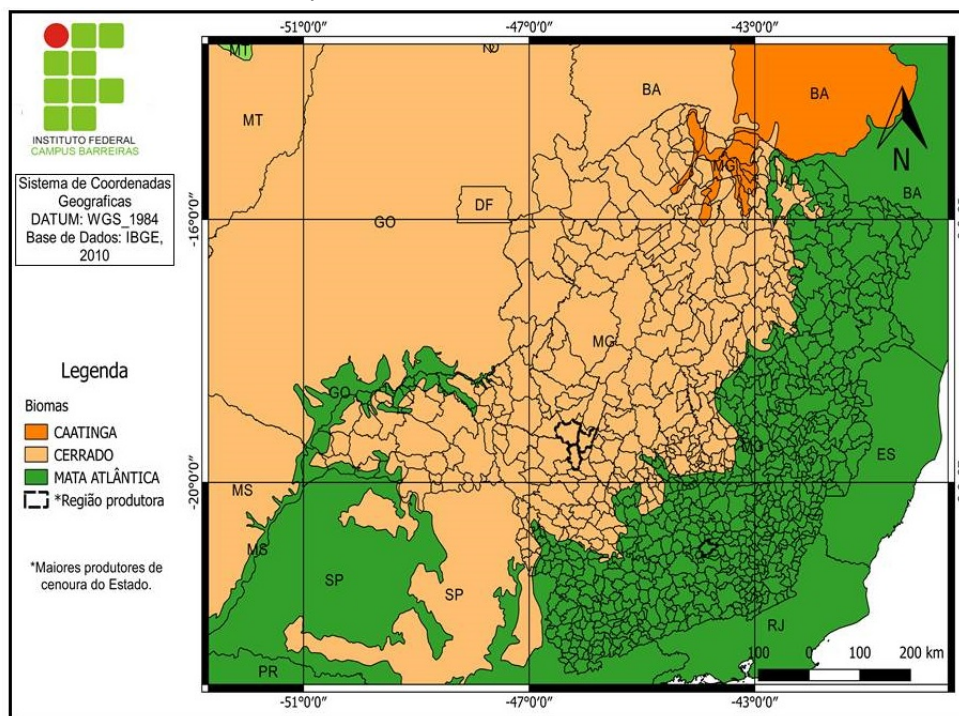 -51°0'0″ -47°0'0″ -43°0'0″
INSTITUTO FEDERAL
CAMPUS BARREIRAS
Sistema de Coordenadas
Geograficas
DATUM: WGS_1984
Base de Dados: IBGE,
2010
Legenda
Biomas
CAATINGA
CERRADO
MATA ATLÂNTICA
*Região produtora
*Maiores produtores de
cenoura do Estado.
MT
MT
BA
BA
N
MG
BA
DF
GO
-16°0'0″
MG
GO
ES
MS
-20°0'0″
MS
SP
SP
RJ
PR
100 0 100 200 km
-51°0'0″ -47°0'0″ -43°0'0″